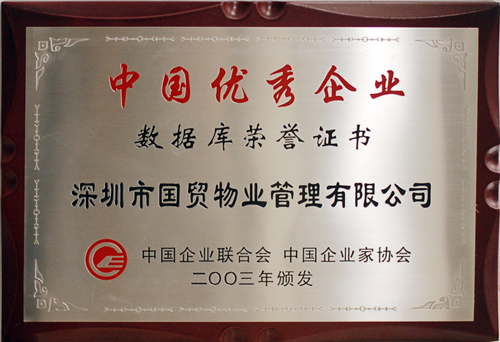 中国优秀企业
数据库荣誉证书
深圳市国贸物业管理有限公司
中国企业联合会 中国企业家协会
二〇〇三年颁发